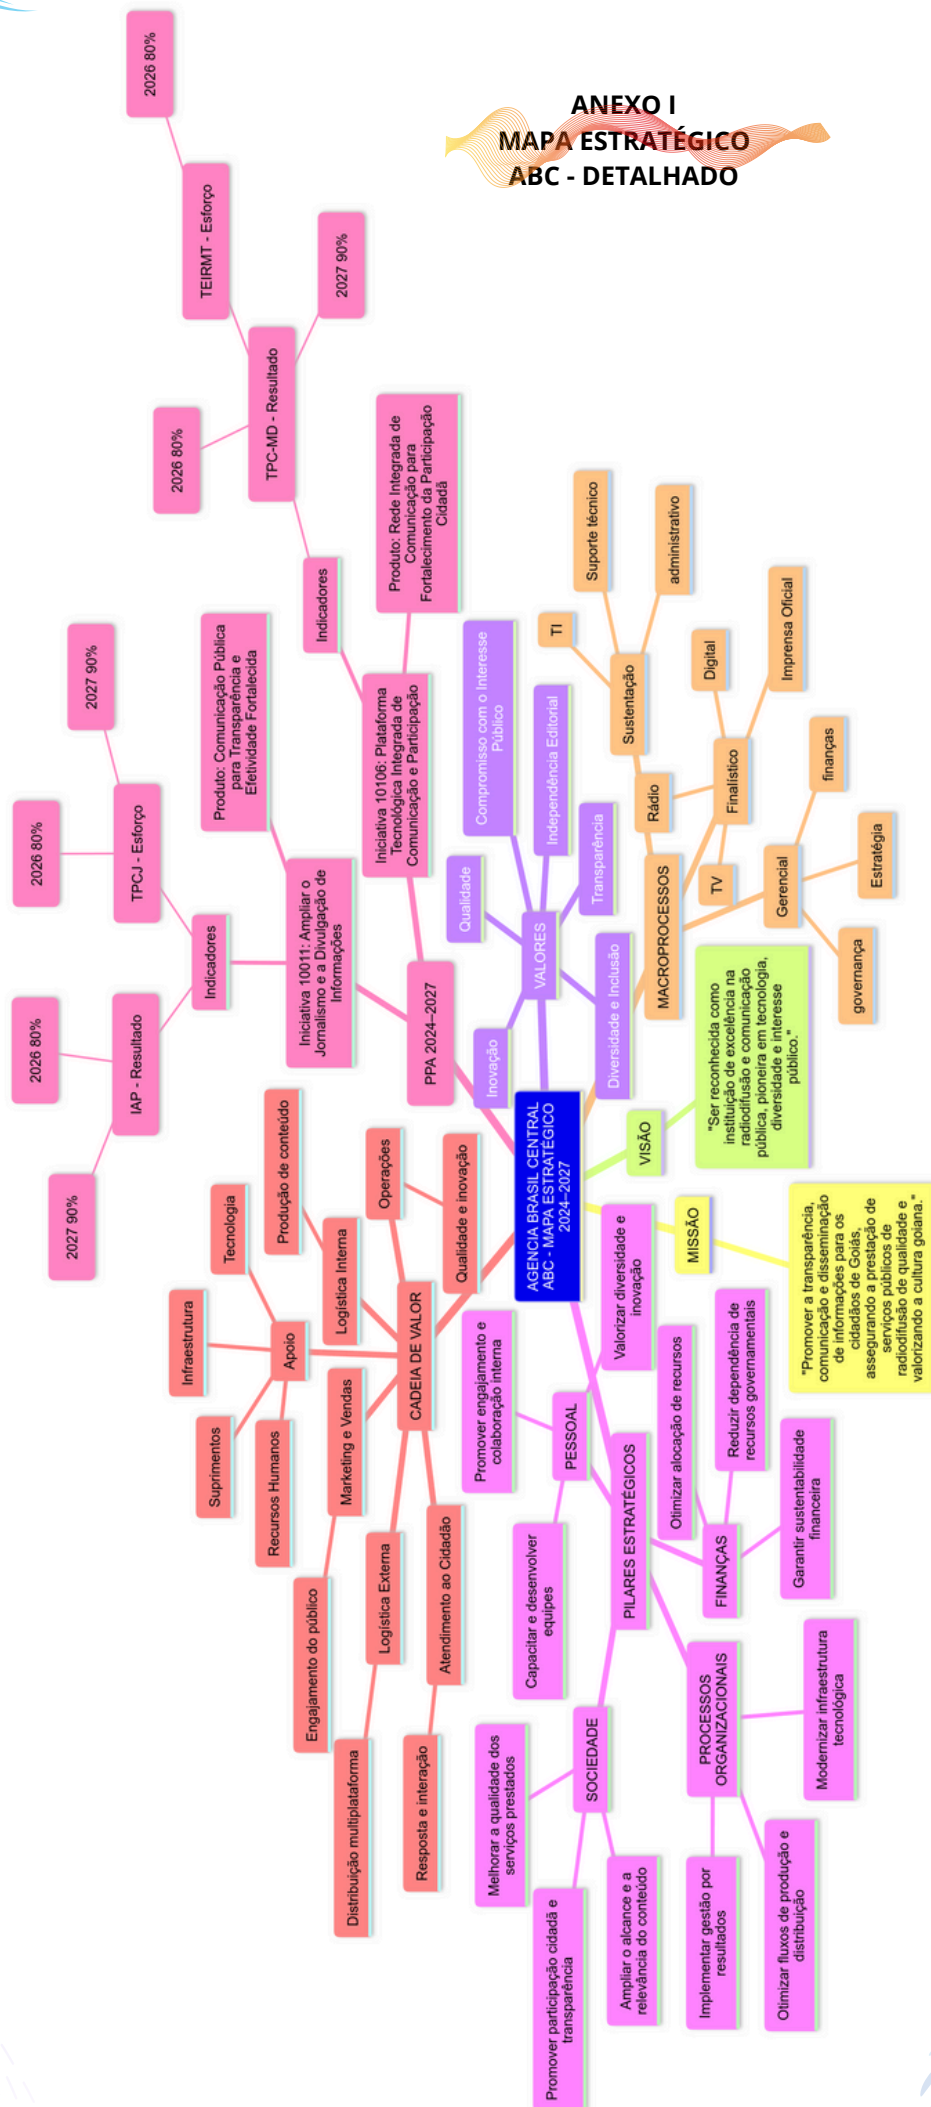 ANEXO I
MAPA ESTRATÉGICO
ABC - DETALHADO
AGENCIA BRASIL CENTRAL
ABC - MAPA ESTRATÉGICO
2024–2027
PPA 2024–2027
Iniciativa 10011: Ampliar o
Jornalismo e a Divulgação de
Informações
Produto: Comunicação Pública
para Transparência e
Efetividade Fortalecida
Indicadores
IAP - Resultado
2027 90%
2026 80%
TPCJ - Esforço
2026 80%
2027 90%
Iniciativa 10106: Plataforma
Tecnológica Integrada de
Comunicação e Participação
Produto: Rede Integrada de
Comunicação para
Fortalecimento da Participação
Cidadã
Indicadores
TPC-MD - Resultado
2026 80%
2027 90%
TEIRMT - Esforço
2026 80%
VALORES
Inovação
Qualidade
Compromisso com o Interesse
Público
Independência Editorial
Transparência
Diversidade e Inclusão
MACROPROCESSOS
Sustentação
TI
Suporte técnico
administrativo
Finalístico
Rádio
TV
Digital
Imprensa Oficial
Gerencial
finanças
Estratégia
governança
VISÃO
"Ser reconhecida como
instituição de excelência na
radiodifusão e comunicação
pública, pioneira em tecnologia,
diversidade e interesse
público."
MISSÃO
"Promover a transparência,
comunicação e disseminação
de informações para os
cidadãos de Goiás,
assegurando a prestação de
serviços públicos de
radiodifusão de qualidade e
valorizando a cultura goiana."
CADEIA DE VALOR
Operações
Qualidade e inovação
Logística Interna
Produção de conteúdo
Apoio
Tecnologia
Infraestrutura
Suprimentos
Recursos Humanos
Marketing e Vendas
Engajamento do público
Logística Externa
Distribuição multiplataforma
Atendimento ao Cidadão
Resposta e interação
PILARES ESTRATÉGICOS
PESSOAL
Valorizar diversidade e
inovação
Promover engajamento e
colaboração interna
Capacitar e desenvolver
equipes
FINANÇAS
Otimizar alocação de recursos
Reduzir dependência de
recursos governamentais
Garantir sustentabilidade
financeira
SOCIEDADE
Melhorar a qualidade dos
serviços prestados
Promover participação cidadã e
transparência
Ampliar o alcance e a
relevância do conteúdo
PROCESSOS
ORGANIZACIONAIS
Modernizar infraestrutura
tecnológica
Implementar gestão por
resultados
Otimizar fluxos de produção e
distribuição